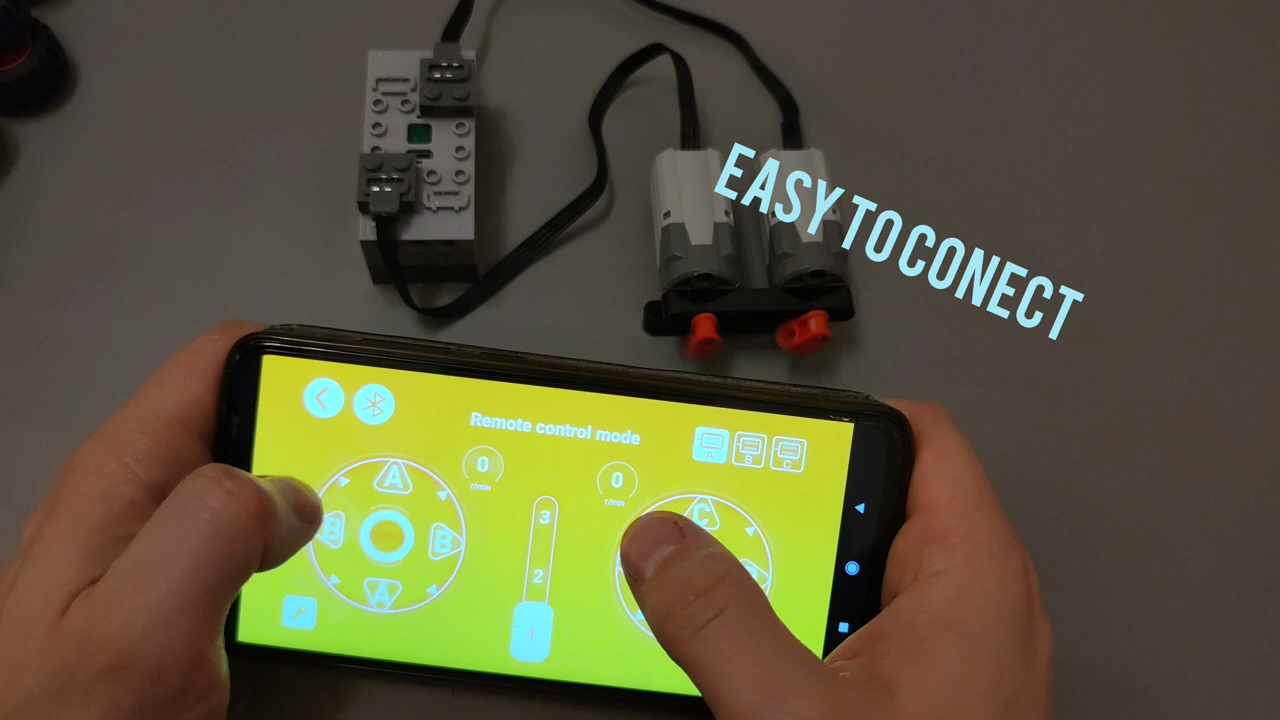 EASY TO CONECT
Remote control mode
A
B
C
0
r/min
0
r/min
A
B
B
A
3
2
1
C